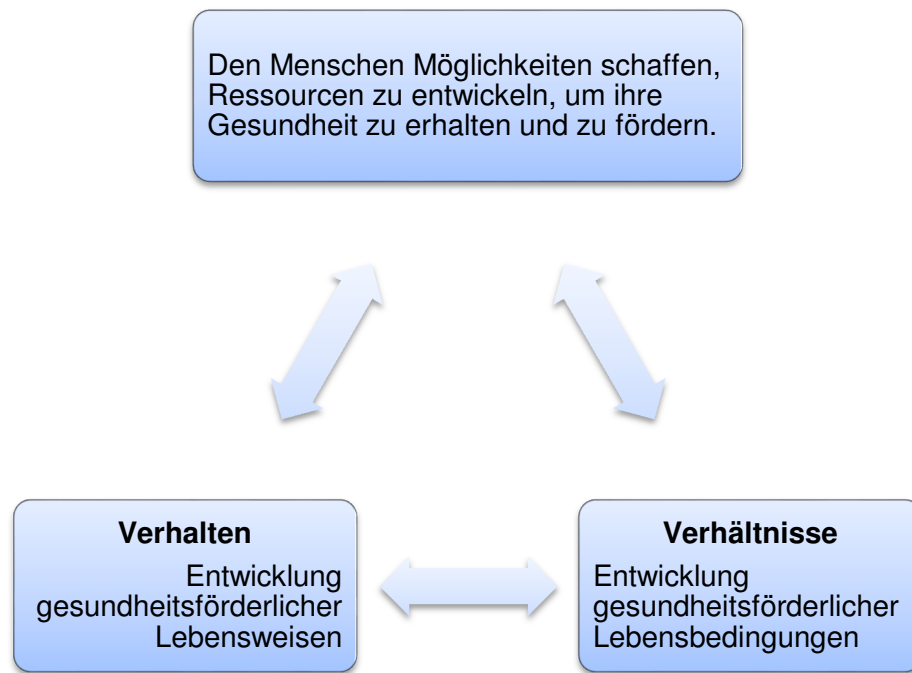 Den Menschen Möglichkeiten schaffen,
Ressourcen zu entwickeln, um ihre
Gesundheit zu erhalten und zu fördern.
Verhalten
Entwicklung
gesundheitsförderlicher
Lebensweisen
Verhältnisse
Entwicklung
gesundheitsförderlicher
Lebensbedingungen